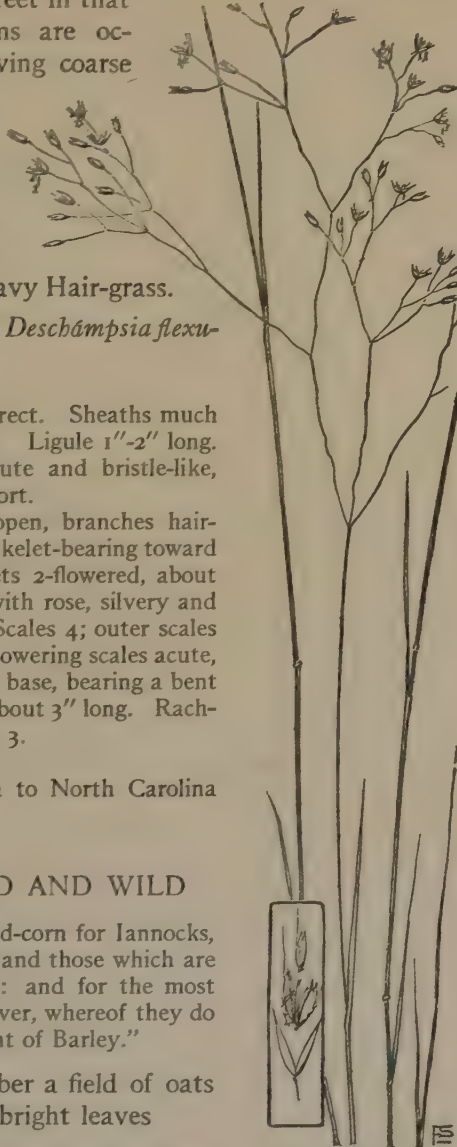 reet in that
ns are oc-
ving coarse
avy Hair-grass.
Deschámpsia flexu-
rect. Sheaths much
Ligule 1"-2" long.
ute and bristle-like,
ort.
open, branches hair-
kelet-bearing toward
ets 2-flowered, about
with rose, silvery and
Scales 4; outer scales
owering scales acute,
base, bearing a bent
bout 3" long. Rach-
3.
to North Carolina
D AND WILD
d-corn for Iannocks,
and those which are
: and for the most
ver, whereof they do
nt of Barley."
ber a field of oats
bright leaves